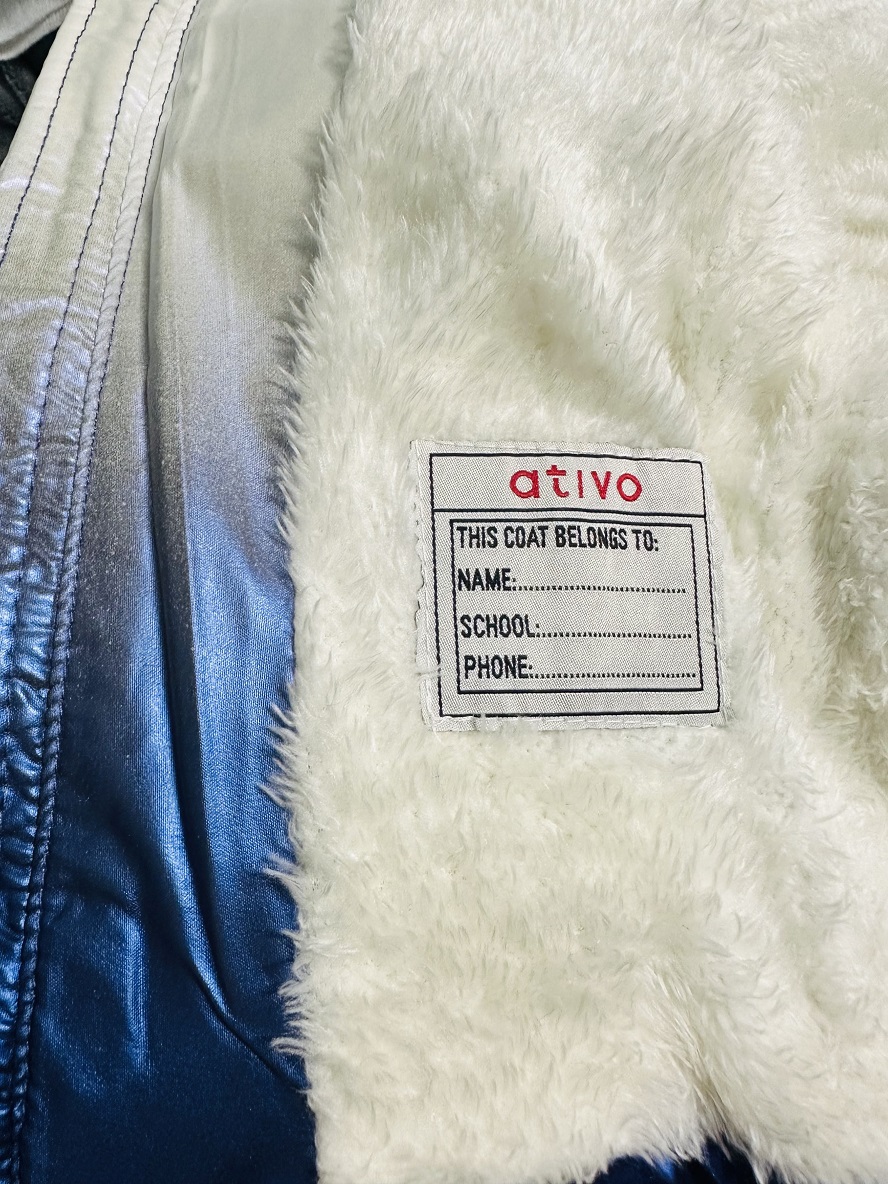 ativo
THIS COAT BELONGS TO:
NAME:
SCHOOL:
PHONE: